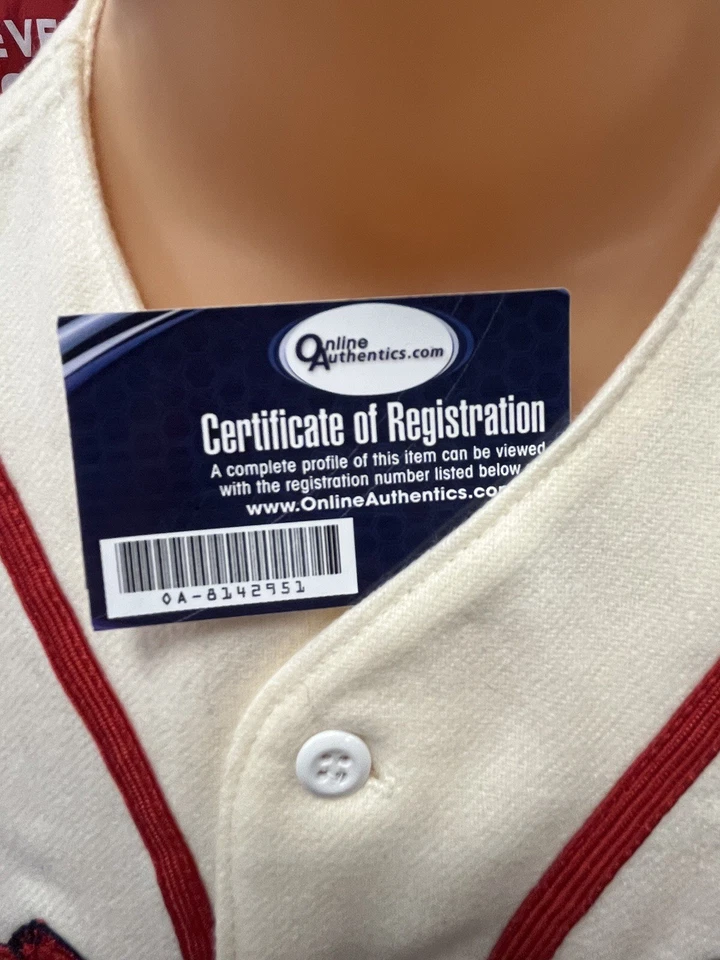 Online
Authentics.com
Certificate of Registration
A complete profile of this item can be viewed
with the registration number listed below
www.OnlineAuthentics.co
OA-8142951